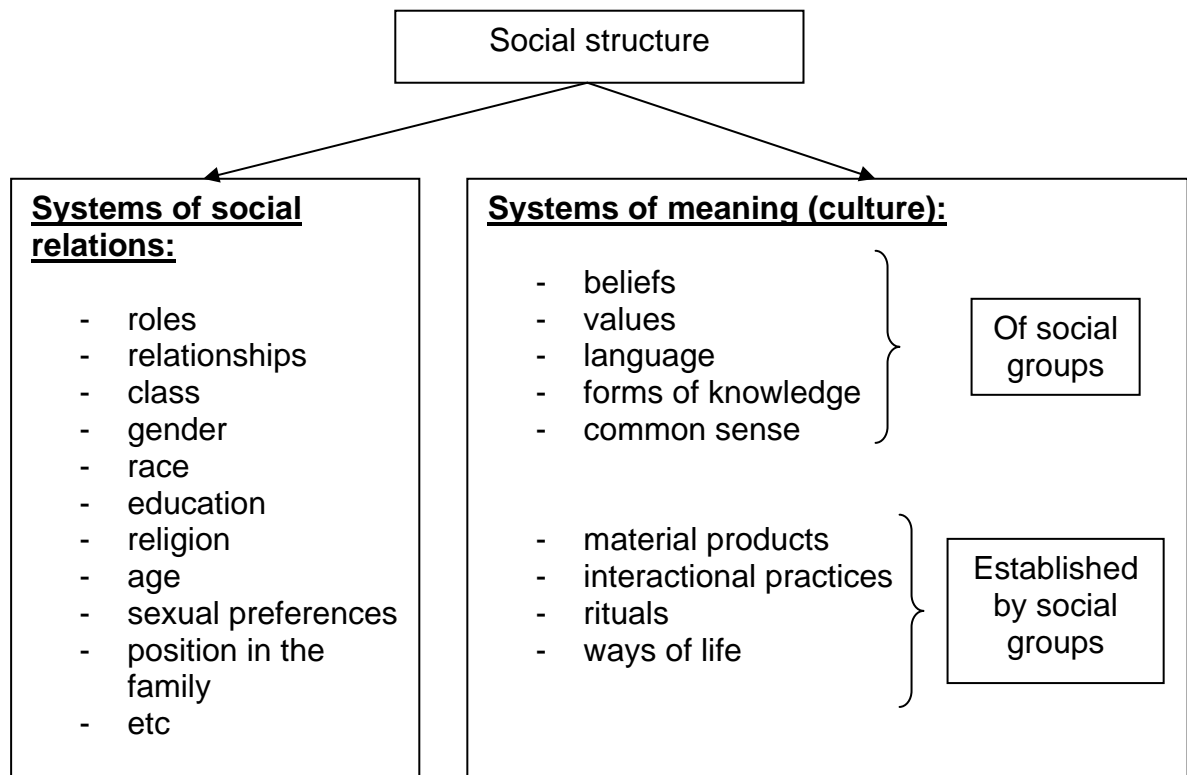 Social structure
Systems of social
relations:
- roles
- relationships
- class
- gender
- race
- education
- religion
- age
- sexual preferences
- position in the
family
- etc
Systems of meaning (culture):
- beliefs
- values
- language
- forms of knowledge
- common sense
Of social
groups
- material products
- interactional practices
- rituals
- ways of life
Established
by social
groups